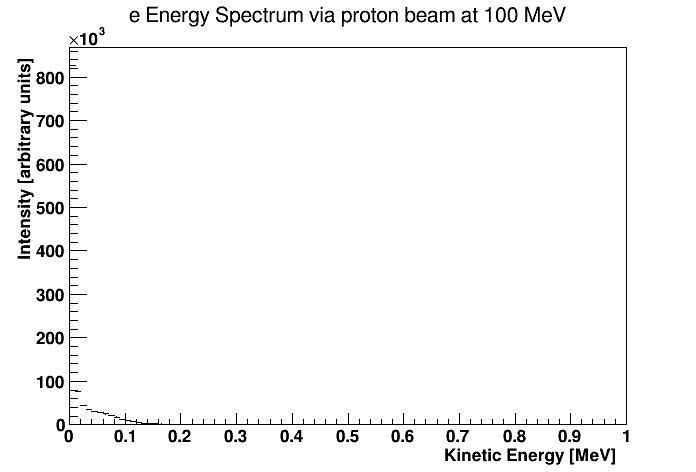 e Energy Spectrum via proton beam at 100 MeV
×10³
Intensity [arbitrary units]
800
700
600
500
400
300
200
100
0
0 0.1 0.2 0.3 0.4 0.5 0.6 0.7 0.8 0.9 1
Kinetic Energy [MeV]